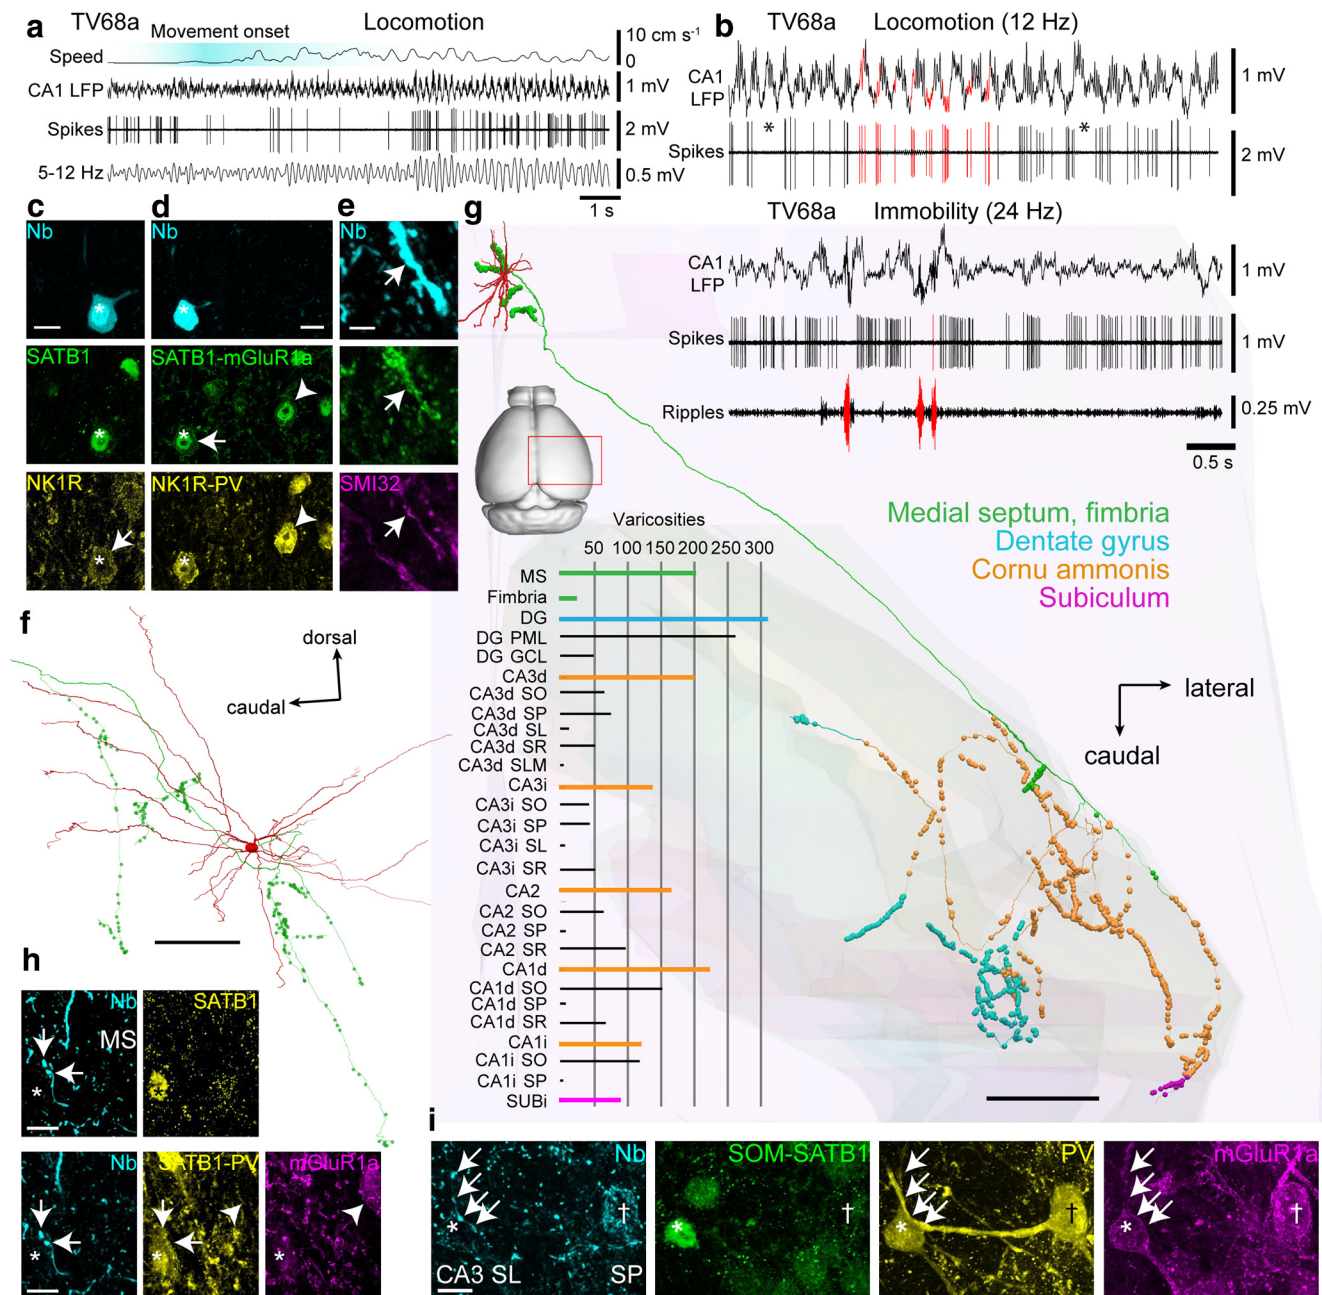 a TV68a Movement onset Locomotion
Speed
10 cm s⁻¹
0
CA1 LFP
1 mV
Spikes
2 mV
5-12 Hz
0.5 mV
1 s
b TV68a Locomotion (12 Hz)
CA1 LFP
1 mV
* *
Spikes
2 mV
TV68a Immobility (24 Hz)
CA1 LFP
1 mV
Spikes
1 mV
Ripples
0.25 mV
0.5 s
c
Nb
*
SATB1
*
NK1R
*
d
Nb
*
SATB1-mGluR1a
*
NK1R-PV
*
e
Nb
SMI32
f
dorsal
caudal
g
Medial septum, fimbria
Dentate gyrus
Cornu ammonis
Subiculum
lateral
caudal
Varicosities
50 100 150 200 250 300
MS
Fimbria
DG
DG PML
DG GCL
CA3d
CA3d SO
CA3d SP
CA3d SL
CA3d SR
CA3d SLM
CA3i
CA3i SO
CA3i SP
CA3i SL
CA3i SR
CA2
CA2 SO
CA2 SP
CA2 SR
CA1d
CA1d SO
CA1d SP
CA1d SR
CA1i
CA1i SO
CA1i SP
SUBi
h
Nb
MS
*
SATB1
*
Nb
*
SATB1-PV
*
mGluR1a
*
i
Nb
* †
CA3 SL SP
SOM-SATB1
* †
PV
* †
mGluR1a
* †